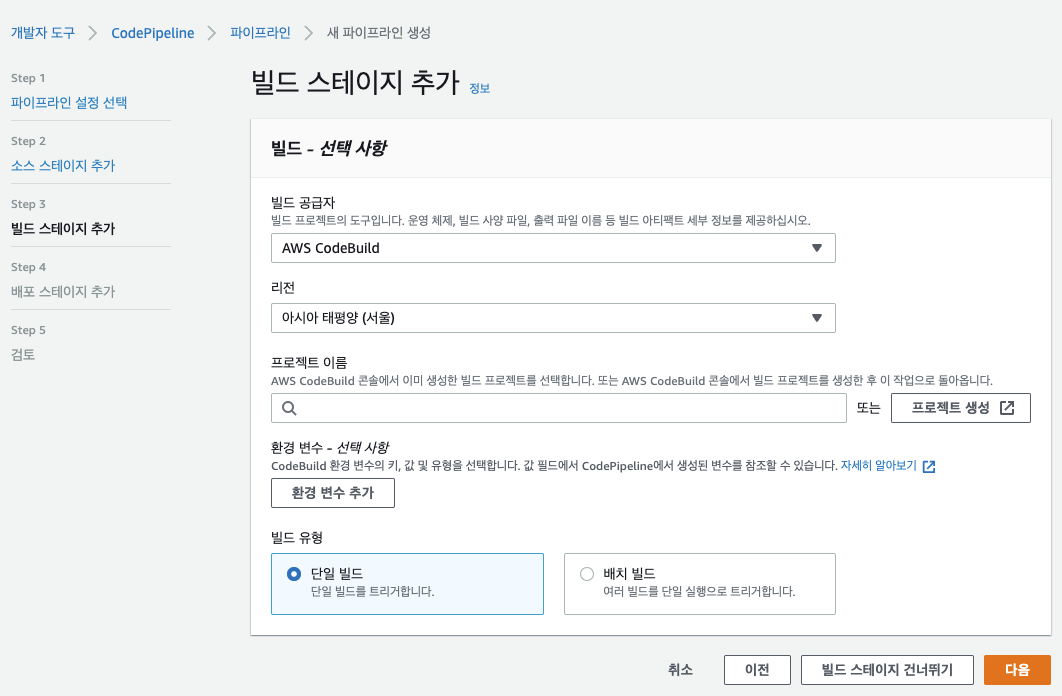 개발자 도구 CodePipeline 파이프라인 새 파이프라인 생성
Step 1
파이프라인 설정 선택
Step 2
소스 스테이지 추가
Step 3
빌드 스테이지 추가
Step 4
배포 스테이지 추가
Step 5
검토
빌드 스테이지 추가 정보
빌드 - 선택 사항
빌드 공급자
빌드 프로젝트의 도구입니다. 운영 체제, 빌드 사양 파일, 출력 파일 이름 등 빌드 아티팩트 세부 정보를 제공하십시오.
AWS CodeBuild
리전
아시아 태평양 (서울)
프로젝트 이름
AWS CodeBuild 콘솔에서 이미 생성한 빌드 프로젝트를 선택합니다. 또는 AWS CodeBuild 콘솔에서 빌드 프로젝트를 생성한 후 이 작업으로 돌아옵니다.
또는 프로젝트 생성
환경 변수 - 선택 사항
CodeBuild 환경 변수의 키, 값 및 유형을 선택합니다. 값 필드에서 CodePipeline에서 생성된 변수를 참조할 수 있습니다. 자세히 알아보기
환경 변수 추가
빌드 유형
단일 빌드
단일 빌드를 트리거합니다.
배치 빌드
여러 빌드를 단일 실행으로 트리거합니다.
취소 이전 빌드 스테이지 건너뛰기 다음